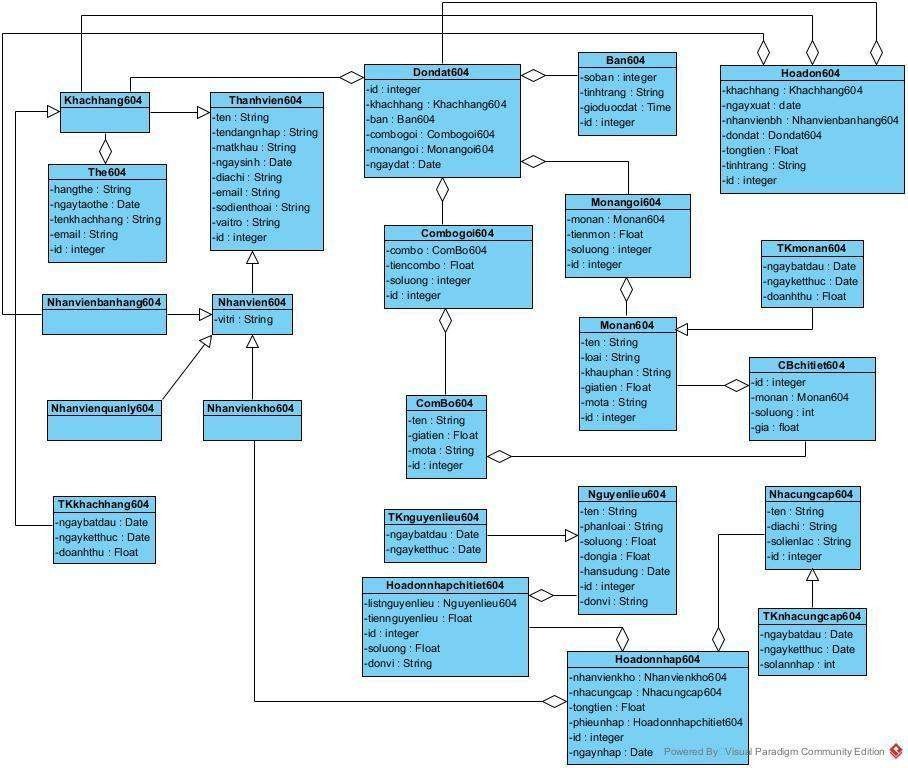 Dondat604
-id : integer
-khachhang : Khachhang604
-ban : Ban604
-combogoi : Combogoi604
-monangoi : Monangoi604
-ngaydat : Date
Ban604
-soban : integer
-tinhtrang : String
-gioduocdat : Time
-id : integer
Hoadon604
-khachhang : Khachhang604
-ngayxuat : date
-nhanvienbh : Nhanvienbanhang604
-dondat : Dondat604
-tongtien : Float
-tinhtrang : String
-id : integer
Khachhang604
Thanhvien604
-ten : String
-tendangnhap : String
-matkhau : String
-ngaysinh : Date
-diachi : String
-email : String
-sodienthoai : String
-vaitro : String
-id : integer
The604
-hangthe : String
-ngaytaothe : Date
-tenkhachhang : String
-email : String
-id : integer
Monangoi604
-monan : Monan604
-tienmon : Float
-soluong : integer
-id : integer
Combogoi604
-combo : ComBo604
-tiencombo : Float
-soluong : integer
-id : integer
TKmonan604
-ngaybatdau : Date
-ngayketthuc : Date
-doanhthu : Float
Nhanvienbanhang604
Nhanvien604
-vitri : String
Monan604
-ten : String
-loai : String
-khauphan : String
-giatien : Float
-mota : String
-id : integer
CBchitiet604
-id : integer
-monan : Monan604
-soluong : int
-gia : float
Nhanvienquanly604
Nhanvienkho604
ComBo604
-ten : String
-giatien : Float
-mota : String
-id : integer
TKkhachhang604
-ngaybatdau : Date
-ngayketthuc : Date
-doanhthu : Float
TKnguyenlieu604
-ngaybatdau : Date
-ngayketthuc : Date
Nguyenlieu604
-ten : String
-phanloai : String
-soluong : Float
-dongia : Float
-hansudung : Date
-id : integer
-donvi : String
Nhacungcap604
-ten : String
-diachi : String
-solienlac : String
-id : integer
Hoadonnhapchitiet604
-listnguyenlieu : Nguyenlieu604
-tiennguyenlieu : Float
-id : integer
-soluong : Float
-donvi : String
TKnhacungcap604
-ngaybatdau : Date
-ngayketthuc : Date
-solannhap : int
Hoadonnhap604
-nhanvienkho : Nhanvienkho604
-nhacungcap : Nhacungcap604
-tongtien : Float
-phieunhap : Hoadonnhapchitiet604
-id : integer
-ngaynhap : Date
Powered By Visual Paradigm Community Edition